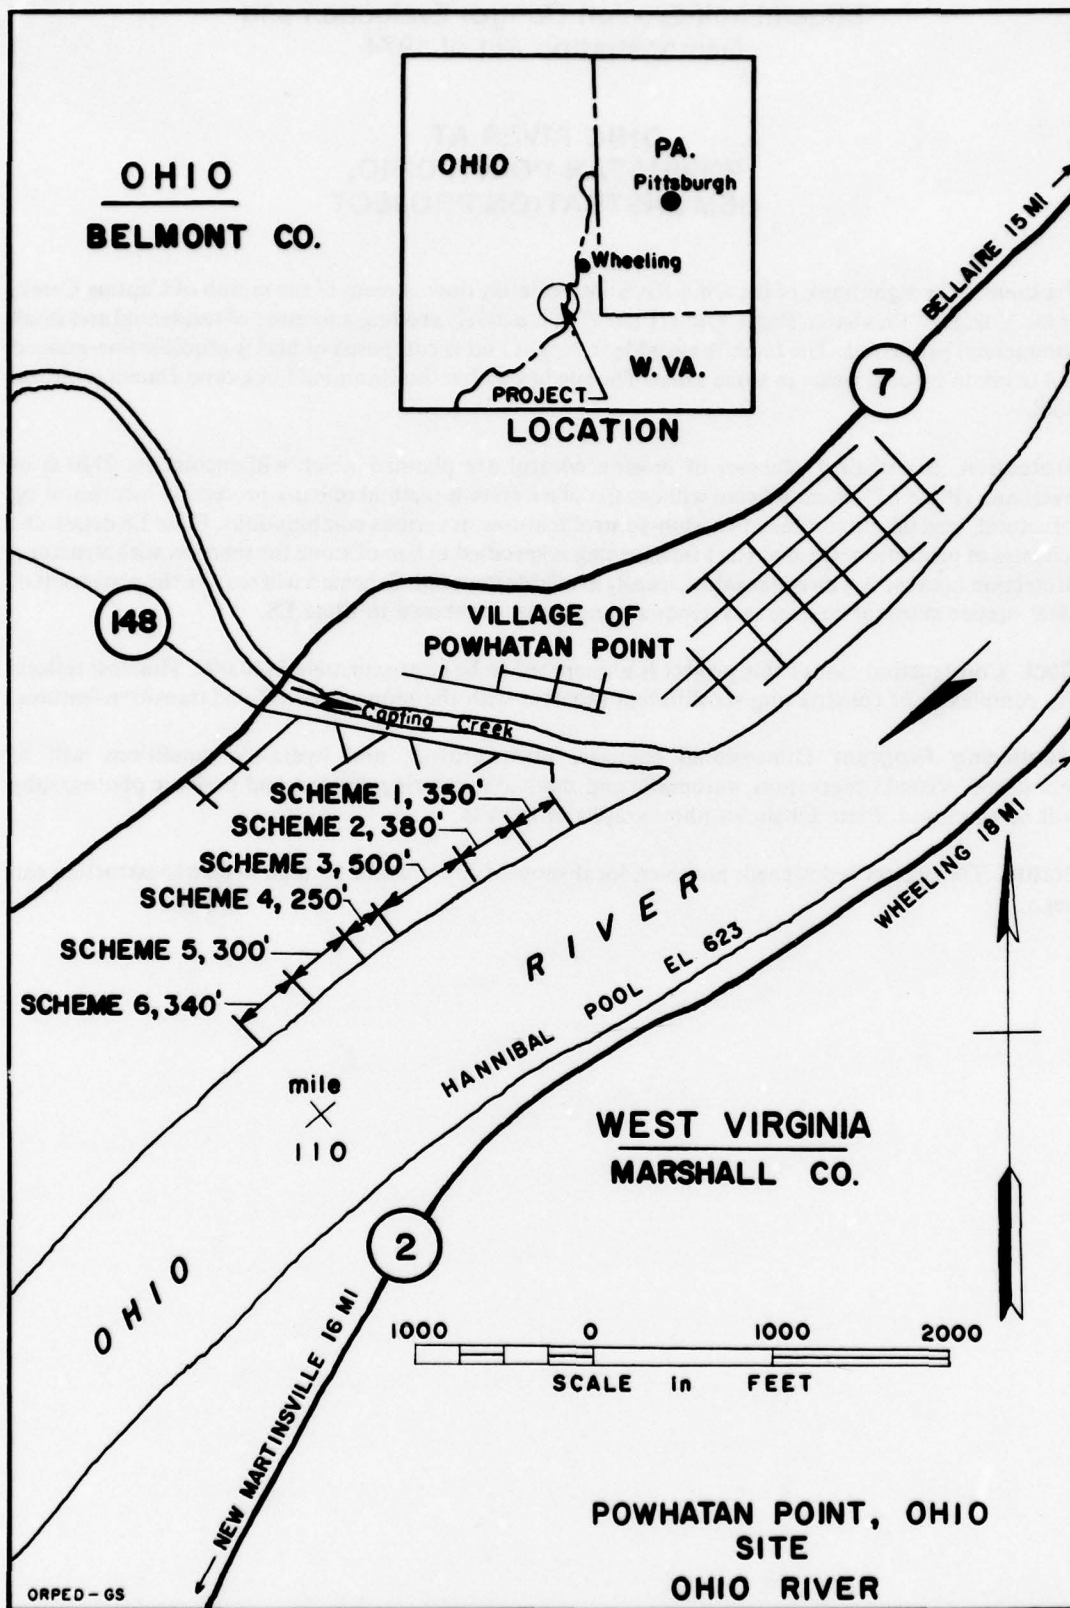 OHIO
PA.
Pittsburgh
Wheeling
W. VA.
PROJECT
LOCATION
OHIO
BELMONT CO.
BELLAIRE 15 MI
7
148
VILLAGE OF
POWHATAN POINT
Captina Creek
SCHEME 1, 350'
SCHEME 2, 380'
SCHEME 3, 500'
SCHEME 4, 250'
SCHEME 5, 300'
SCHEME 6, 340'
OHIO RIVER
HANNIBAL POOL EL 623
WHEELING 18 MI
mile
110
WEST VIRGINIA
MARSHALL CO.
2
NEW MARTINSVILLE 16 MI
1000 0 1000 2000
SCALE in FEET
POWHATAN POINT, OHIO
SITE
OHIO RIVER
ORPED-GS